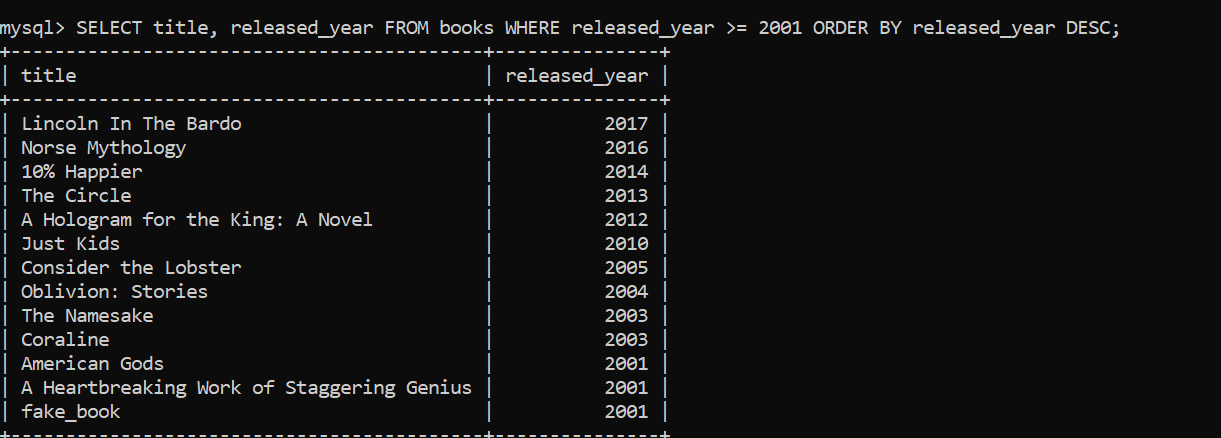 mysql> SELECT title, released_year FROM books WHERE released_year >= 2001 ORDER BY released_year DESC;
+-------------------------------------------+---------------+
| title                                     | released_year |
+-------------------------------------------+---------------+
| Lincoln In The Bardo                      |          2017 |
| Norse Mythology                           |          2016 |
| 10% Happier                               |          2014 |
| The Circle                                |          2013 |
| A Hologram for the King: A Novel          |          2012 |
| Just Kids                                 |          2010 |
| Consider the Lobster                      |          2005 |
| Oblivion: Stories                         |          2004 |
| The Namesake                              |          2003 |
| Coraline                                  |          2003 |
| American Gods                             |          2001 |
| A Heartbreaking Work of Staggering Genius |          2001 |
| fake_book                                 |          2001 |
+-------------------------------------------+---------------+